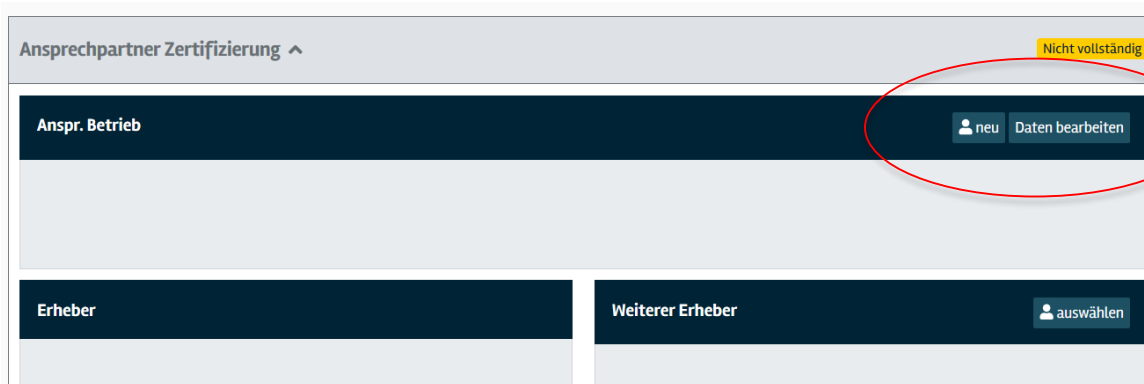 Ansprechpartner Zertifizierung
Nicht vollständig
Anspr. Betrieb
neu
Daten bearbeiten
Erheber
Weiterer Erheber
auswählen